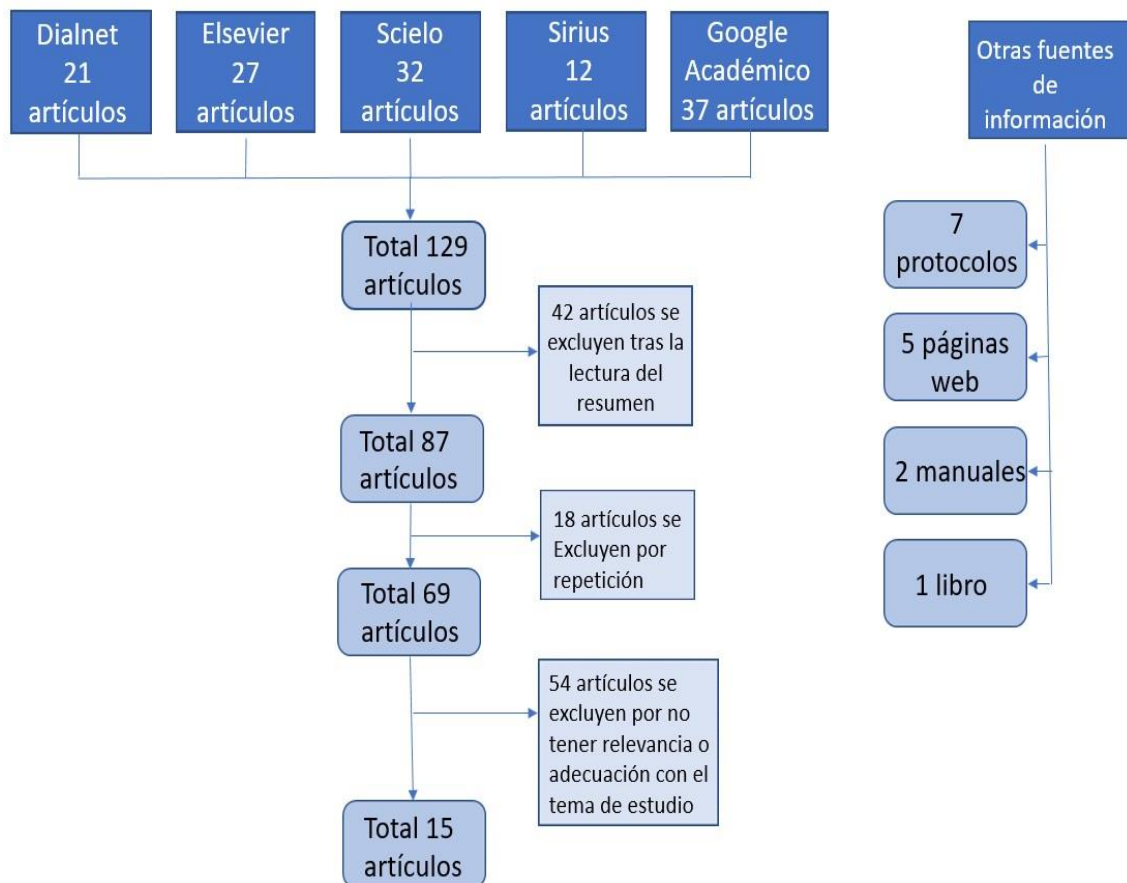 Dialnet
21
artículos
Elsevier
27
artículos
Scielo
32
artículos
Sirius
12
artículos
Google
Académico
37 artículos
Otras fuentes
de
información
Total 129
artículos
42 artículos se
excluyen tras la
lectura del
resumen
Total 87
artículos
18 artículos se
Excluyen por
repetición
Total 69
artículos
54 artículos se
excluyen por no
tener relevancia o
adecuación con el
tema de estudio
Total 15
artículos
7
protocolos
5 páginas
web
2 manuales
1 libro